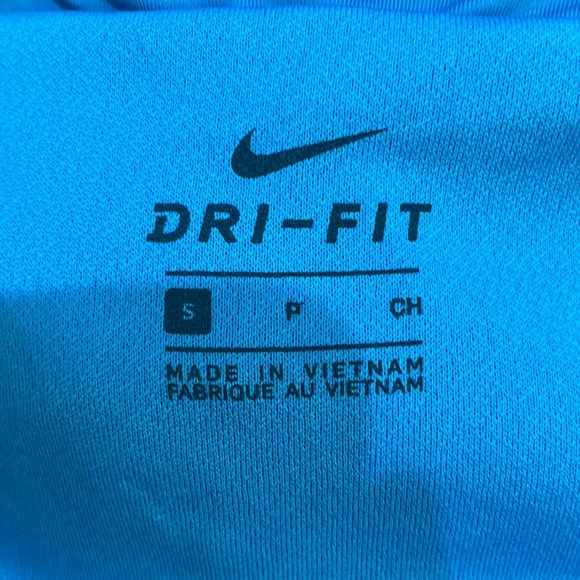 DRI-FIT
S P CH
MADE IN VIETNAM
FABRIQUE AU VIETNAM